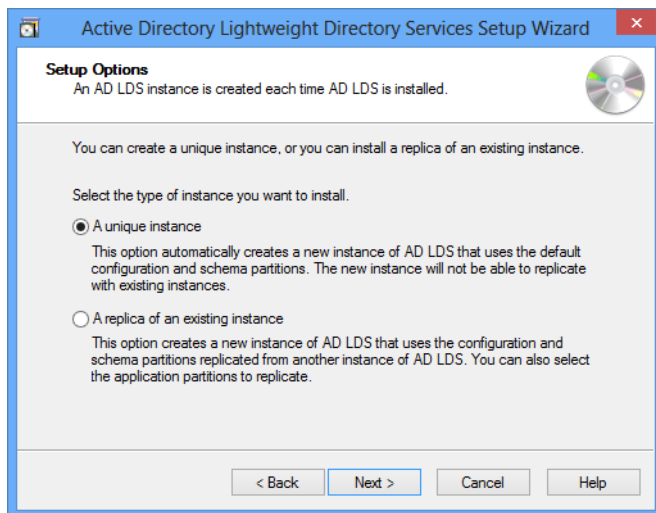 Active Directory Lightweight Directory Services Setup Wizard
Setup Options
An AD LDS instance is created each time AD LDS is installed.
You can create a unique instance, or you can install a replica of an existing instance.
Select the type of instance you want to install.
A unique instance
This option automatically creates a new instance of AD LDS that uses the default
configuration and schema partitions. The new instance will not be able to replicate
with existing instances.
A replica of an existing instance
This option creates a new instance of AD LDS that uses the configuration and
schema partitions replicated from another instance of AD LDS. You can also select
the application partitions to replicate.
< Back Next > Cancel Help